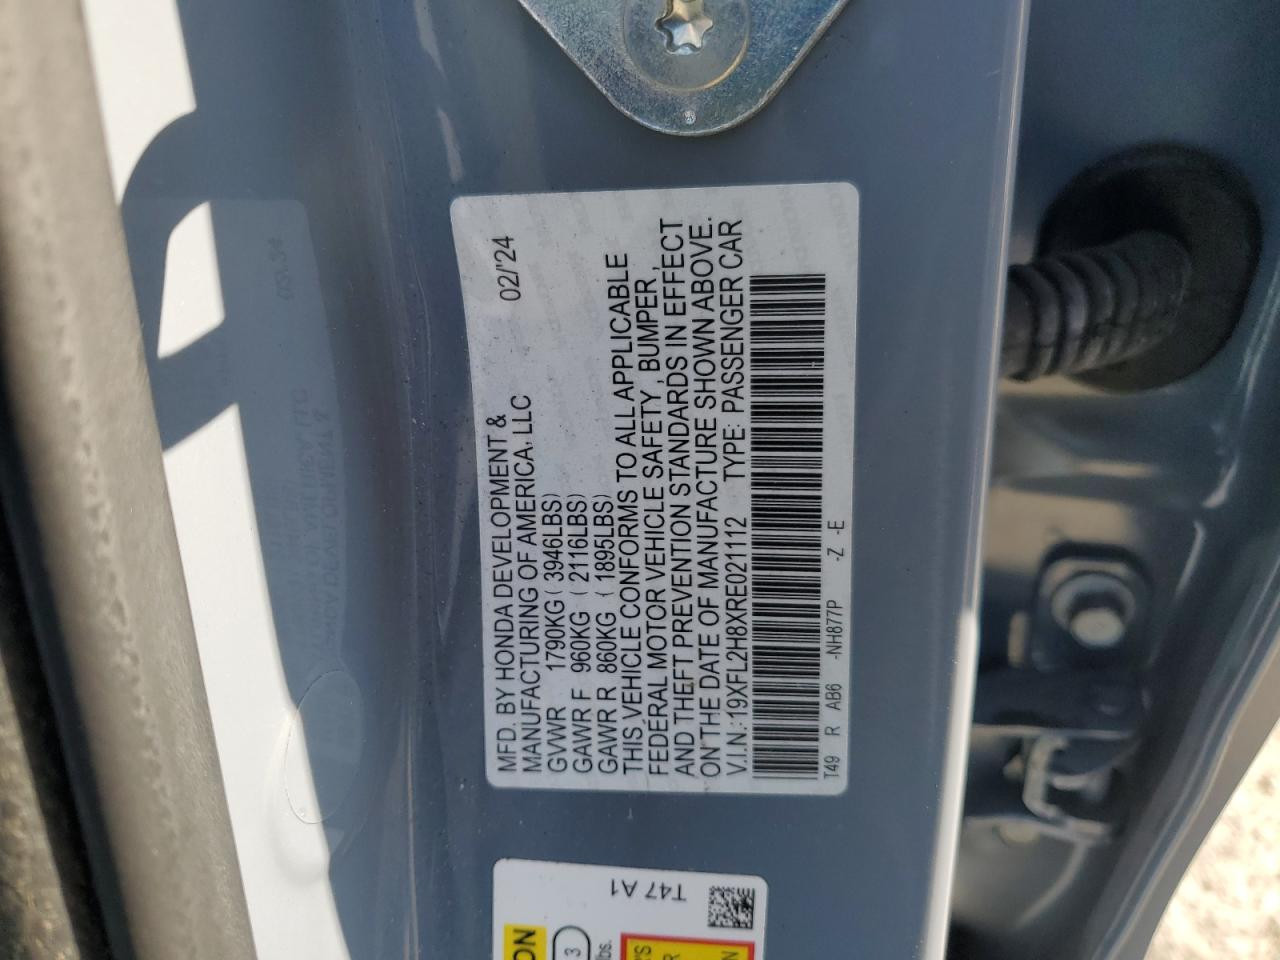 MFD. BY HONDA DEVELOPMENT & 02/'24
MANUFACTURING OF AMERICA, LLC
GVWR 1790KG ( 3946LBS)
GAWR F 960KG ( 2116LBS)
GAWR R 860KG ( 1895LBS)
THIS VEHICLE CONFORMS TO ALL APPLICABLE
FEDERAL MOTOR VEHICLE SAFETY, BUMPER,
AND THEFT PREVENTION STANDARDS IN EFFECT
ON THE DATE OF MANUFACTURE SHOWN ABOVE.
V.I.N.:19XFL2H8XRE021112 TYPE: PASSENGER CAR
T49 R AB6 -NH877P -Z -E
T47 A1
3
lbs.